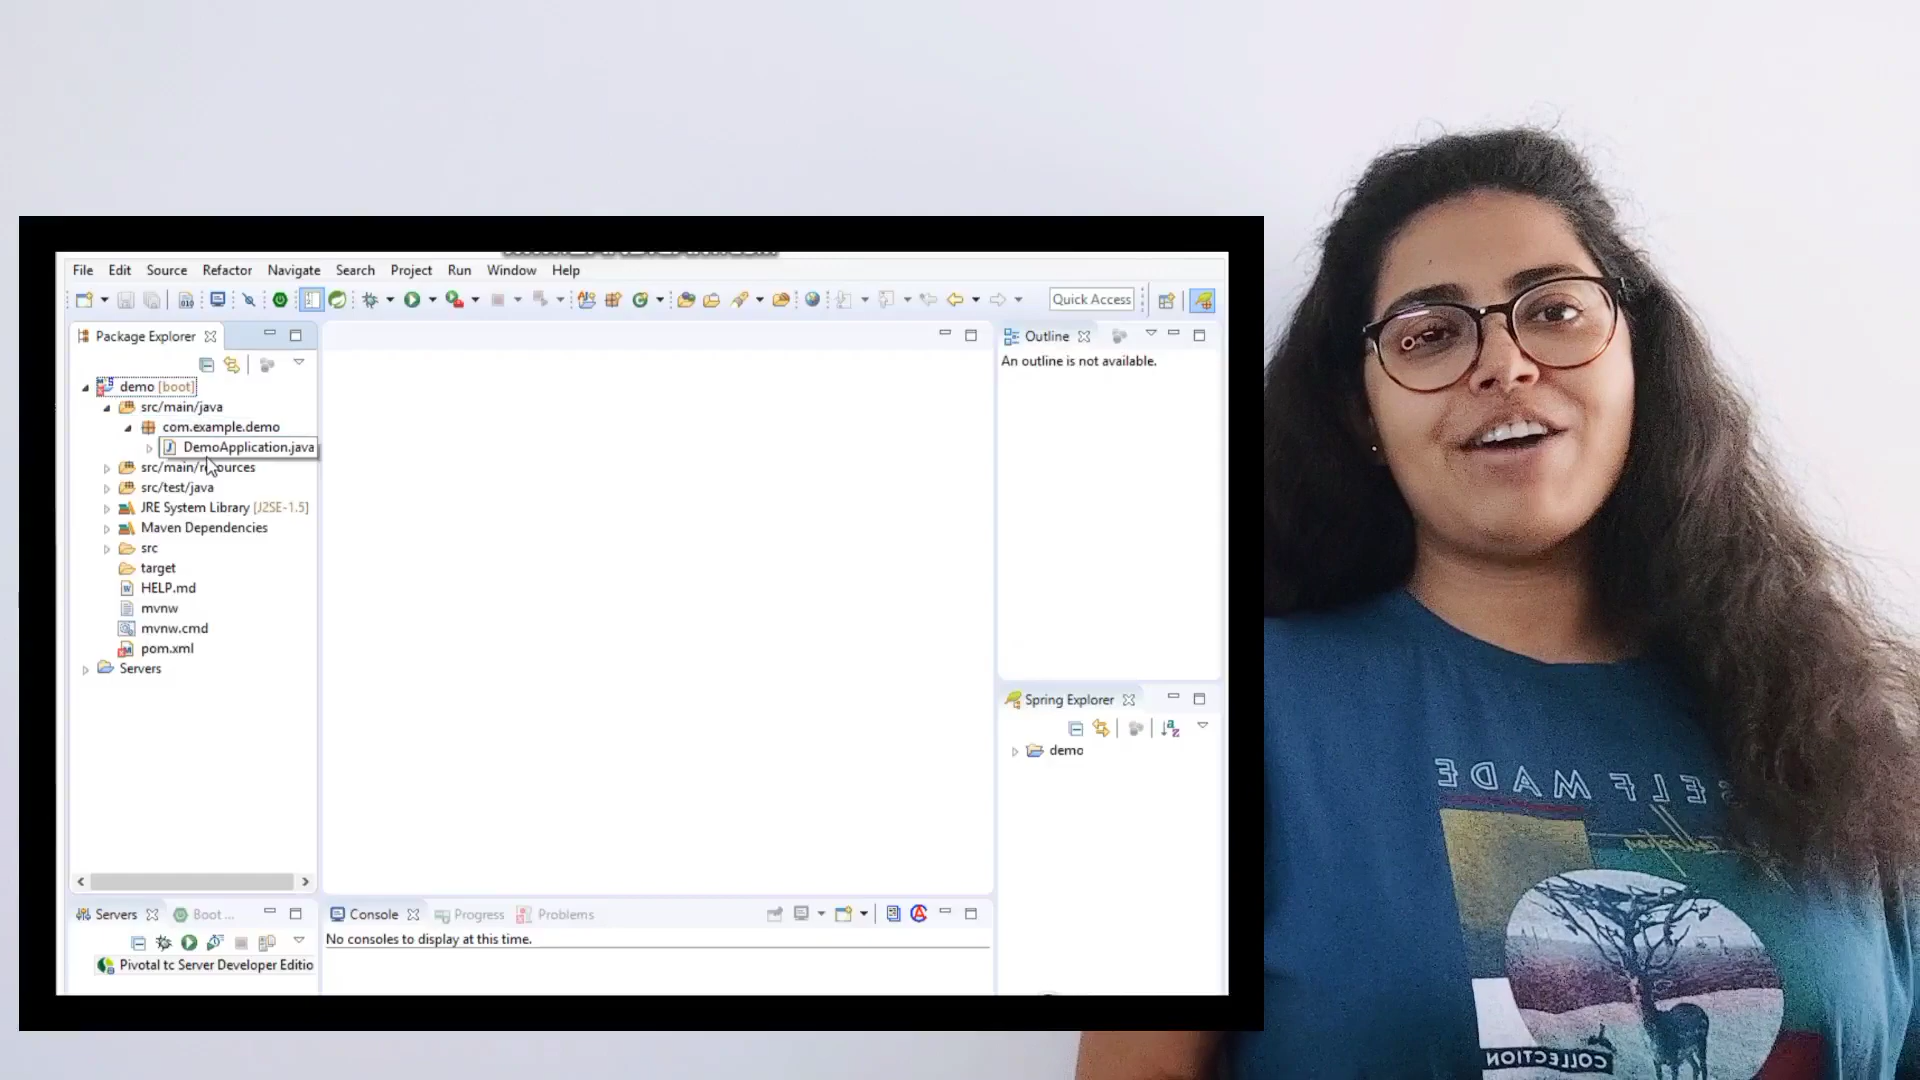 File Edit Source Refactor Navigate Search Project Run Window Help
Quick Access
Package Explorer
demo [boot]
src/main/java
com.example.demo
DemoApplication.java
src/main/resources
src/test/java
JRE System Library [J2SE-1.5]
Maven Dependencies
src
target
HELP.md
mvnw
mvnw.cmd
pom.xml
Servers
Outline
An outline is not available.
Spring Explorer
demo
Servers Boot ...
Pivotal tc Server Developer Editio
Console Progress Problems
No consoles to display at this time.
SELF MADE
COLLECTION